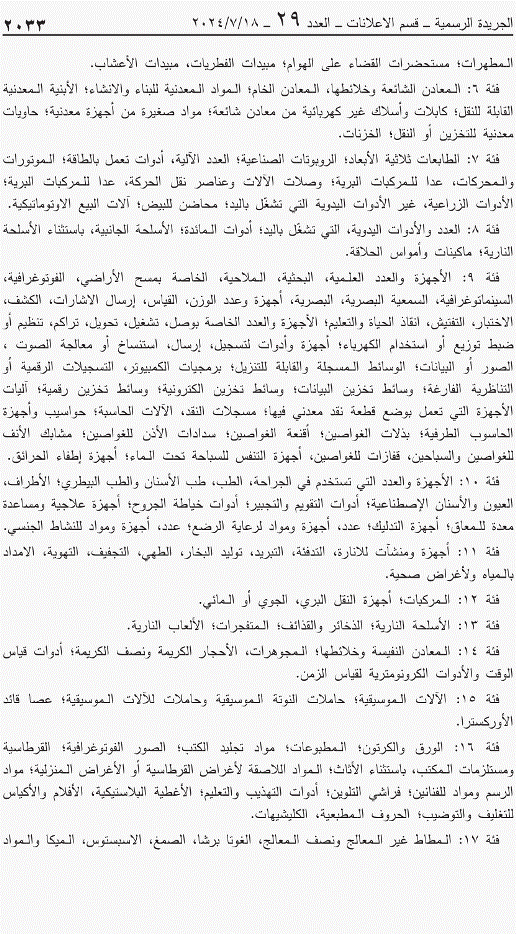 الجريدة الرسمية ــ قسم الاعلانات ــ العدد ٢٩ ــ ٢٠٢٤/٧/١٨
٢٠٣٣
المطهرات؛ مستحضرات القضاء على الهوام؛ مبيدات الفطريات، مبيدات الأعشاب.
فئة ٦: المعادن الشائعة وخلائطها، المعادن الخام؛ المواد المعدنية للبناء والانشاء؛ الأبنية المعدنية
القابلة للنقل؛ كابلات وأسلاك غير كهربائية من معادن شائعة؛ مواد صغيرة من أجهزة معدنية؛ حاويات
معدنية للتخزين أو النقل؛ الخزنات.
فئة ٧: الطابعات ثلاثية الأبعاد؛ الروبوتات الصناعية؛ العدد الآلية، أدوات تعمل بالطاقة؛ الموتورات
والمحركات، عدا للمركبات البرية؛ وصلات الآلات وعناصر نقل الحركة، عدا للمركبات البرية؛
الأدوات الزراعية، غير الأدوات اليدوية التي تشغّل باليد؛ محاضن للبيض؛ آلات البيع الاوتوماتيكية.
فئة ٨: العدد والأدوات اليدوية، التي تشغّل باليد؛ أدوات المائدة؛ الأسلحة الجانبية، باستثناء الأسلحة
النارية؛ ماكينات وأمواس الحلاقة.
فئة ٩: الأجهزة والعدد العلمية، البحثية، الملاحية، الخاصة بمسح الأراضي، الفوتوغرافية،
السينماتوغرافية، السمعية البصرية، البصرية، أجهزة وعدد الوزن، القياس، إرسال الاشارات، الكشف،
الاختبار، التفتيش، انقاذ الحياة والتعليم؛ الأجهزة والعدد الخاصة بوصل، تشغيل، تحويل، تراكم، تنظيم أو
ضبط توزيع أو استخدام الكهرباء؛ أجهزة وأدوات لتسجيل، إرسال، استنساخ أو معالجة الصوت ،
الصور أو البيانات؛ الوسائط المسجلة والقابلة للتنزيل؛ برمجيات الكمبيوتر، التسجيلات الرقمية أو
التناظرية الفارغة؛ وسائط تخزين البيانات؛ وسائط تخزين الكترونية؛ وسائط تخزين رقمية؛ آليات
الأجهزة التي تعمل بوضع قطعة نقد معدني فيها؛ مسجلات النقد، الآلات الحاسبة؛ حواسيب وأجهزة
الحاسوب الطرفية؛ بذلات الغواصين؛ أقنعة الغواصين؛ سدادات الأذن للغواصين؛ مشابك الأنف
للغواصين والسباحين، قفازات للغواصين، أجهزة التنفس للسباحة تحت الماء؛ أجهزة إطفاء الحرائق.
فئة ١٠: الأجهزة والعدد التي تستخدم في الجراحة، الطب، طب الأسنان والطب البيطري؛ الأطراف،
العيون والأسنان الإصطناعية؛ أدوات التقويم والتجبير؛ أدوات خياطة الجروح؛ أجهزة علاجية ومساعدة
معدة للمعاق؛ أجهزة التدليك؛ عدد، أجهزة ومواد لرعاية الرضع؛ عدد، أجهزة ومواد للنشاط الجنسي.
فئة ١١: أجهزة ومنشآت للانارة، التدفئة، التبريد، توليد البخار، الطهي، التجفيف، التهوية، الامداد
بالمياه ولأغراض صحية.
فئة ١٢: المركبات؛ أجهزة النقل البري، الجوي أو المائي.
فئة ١٣: الأسلحة النارية؛ الذخائر والقذائف؛ المتفجرات؛ الألعاب النارية.
فئة ١٤: المعادن النفيسة وخلائطها؛ المجوهرات، الأحجار الكريمة ونصف الكريمة؛ أدوات قياس
الوقت والأدوات الكرونومترية لقياس الزمن.
فئة ١٥: الآلات الموسيقية؛ حاملات النوتة الموسيقية وحاملات للآلات الموسيقية؛ عصا قائد
الأوركسترا.
فئة ١٦: الورق والكرتون؛ المطبوعات؛ مواد تجليد الكتب؛ الصور الفوتوغرافية؛ القرطاسية
ومستلزمات المكتب، باستثناء الأثاث؛ المواد اللاصقة لأغراض القرطاسية أو الأغراض المنزلية؛ مواد
الرسم ومواد للفنانين؛ فراشي التلوين؛ أدوات التهذيب والتعليم؛ الأغطية البلاستيكية، الأفلام والأكياس
للتغليف والتوضيب؛ الحروف المطبعية، الكليشيهات.
فئة ١٧: المطاط غير المعالج ونصف المعالج، الغوتا برشا، الصمغ، الاسبستوس، الميكا والمواد